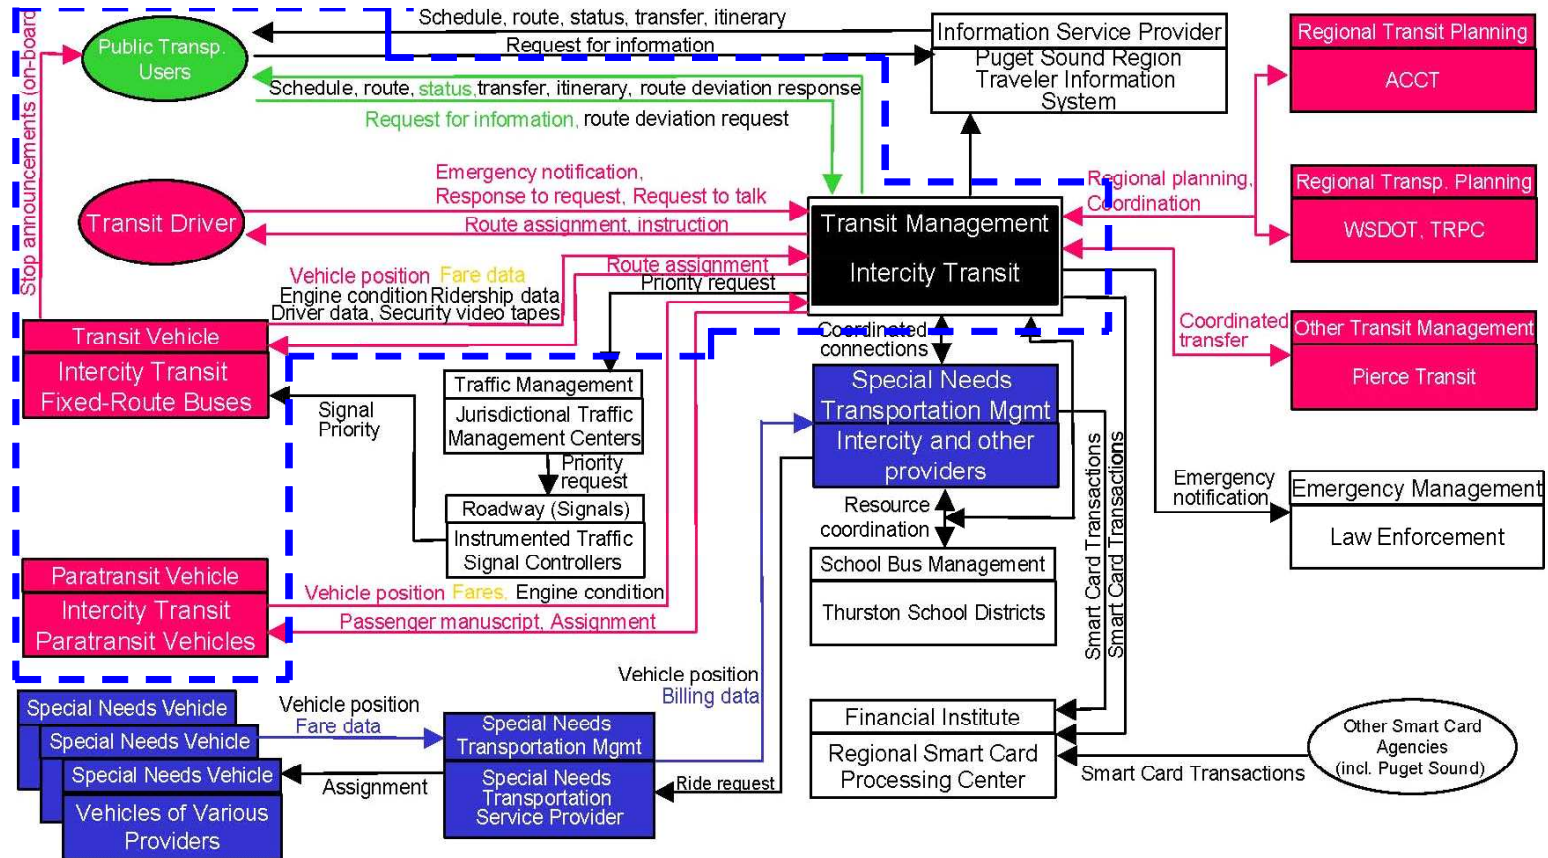 Schedule, route, status, transfer, itinerary
Request for information
Public Transp.
Users
Schedule, route, status, transfer, itinerary, route deviation response
Request for information, route deviation request
Information Service Provider
Puget Sound Region
Traveler Information
System
Regional Transit Planning
ACCT
Stop announcements (on-board
Emergency notification,
Response to request, Request to talk
Transit Driver
Route assignment, instruction
Transit Management
Intercity Transit
Regional planning,
Coordination
Regional Transp. Planning
WSDOT, TRPC
Vehicle position Fare data
Engine condition Ridership data
Driver data, Security video tapes
Route assignment
Priority request
Transit Vehicle
Intercity Transit
Fixed-Route Buses
Coordinated
connections
Coordinated
transfer
Other Transit Management
Pierce Transit
Signal
Priority
Traffic Management
Jurisdictional Traffic
Management Centers
Priority
request
Special Needs
Transportation Mgmt
Intercity and other
providers
Roadway (Signals)
Instrumented Traffic
Signal Controllers
Resource
coordination
Smart Card Transactions
Smart Card Transactions
Emergency
notification
Emergency Management
Law Enforcement
School Bus Management
Thurston School Districts
Paratransit Vehicle
Intercity Transit
Paratransit Vehicles
Vehicle position Fares, Engine condition
Passenger manuscript, Assignment
Vehicle position
Billing data
Special Needs Vehicle
Special Needs Vehicle
Special Needs Vehicle
Vehicles of Various
Providers
Vehicle position
Fare data
Assignment
Special Needs
Transportation Mgmt
Special Needs
Transportation
Service Provider
Ride request
Financial Institute
Regional Smart Card
Processing Center
Smart Card Transactions
Other Smart Card
Agencies
(incl. Puget Sound)